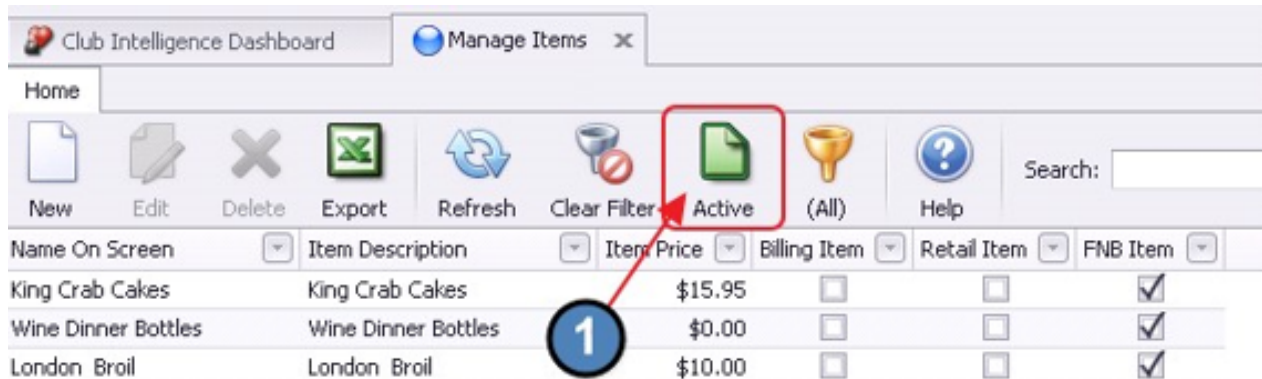 Club Intelligence Dashboard Manage Items
Home
New Edit Delete Export Refresh Clear Filter Active (All) Help Search:
Name On Screen Item Description Item Price Billing Item Retail Item FNB Item
King Crab Cakes King Crab Cakes $15.95
Wine Dinner Bottles Wine Dinner Bottles $0.00
1
London Broil London Broil $10.00